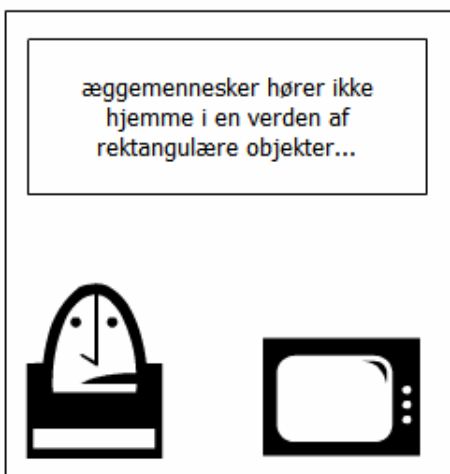 æggemennesker hører ikke
hjemme i en verden af
rektangulære objekter...